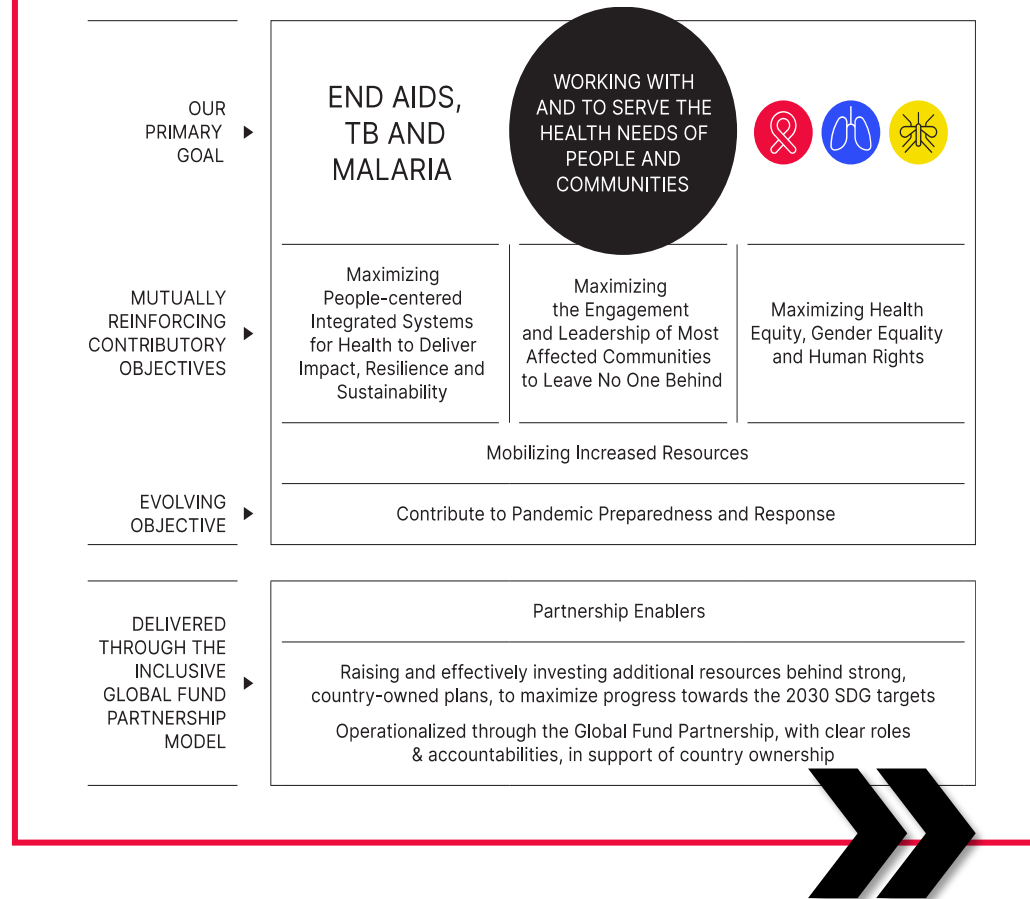 OUR
PRIMARY
GOAL
END AIDS,
TB AND
MALARIA
WORKING WITH
AND TO SERVE THE
HEALTH NEEDS OF
PEOPLE AND
COMMUNITIES
MUTUALLY
REINFORCING
CONTRIBUTORY
OBJECTIVES
Maximizing
People-centered
Integrated Systems
for Health to Deliver
Impact, Resilience and
Sustainability
Maximizing
the Engagement
and Leadership of Most
Affected Communities
to Leave No One Behind
Maximizing Health
Equity, Gender Equality
and Human Rights
Mobilizing Increased Resources
EVOLVING
OBJECTIVE
Contribute to Pandemic Preparedness and Response
DELIVERED
THROUGH THE
INCLUSIVE
GLOBAL FUND
PARTNERSHIP
MODEL
Partnership Enablers
Raising and effectively investing additional resources behind strong,
country-owned plans, to maximize progress towards the 2030 SDG targets
Operationalized through the Global Fund Partnership, with clear roles
& accountabilities, in support of country ownership